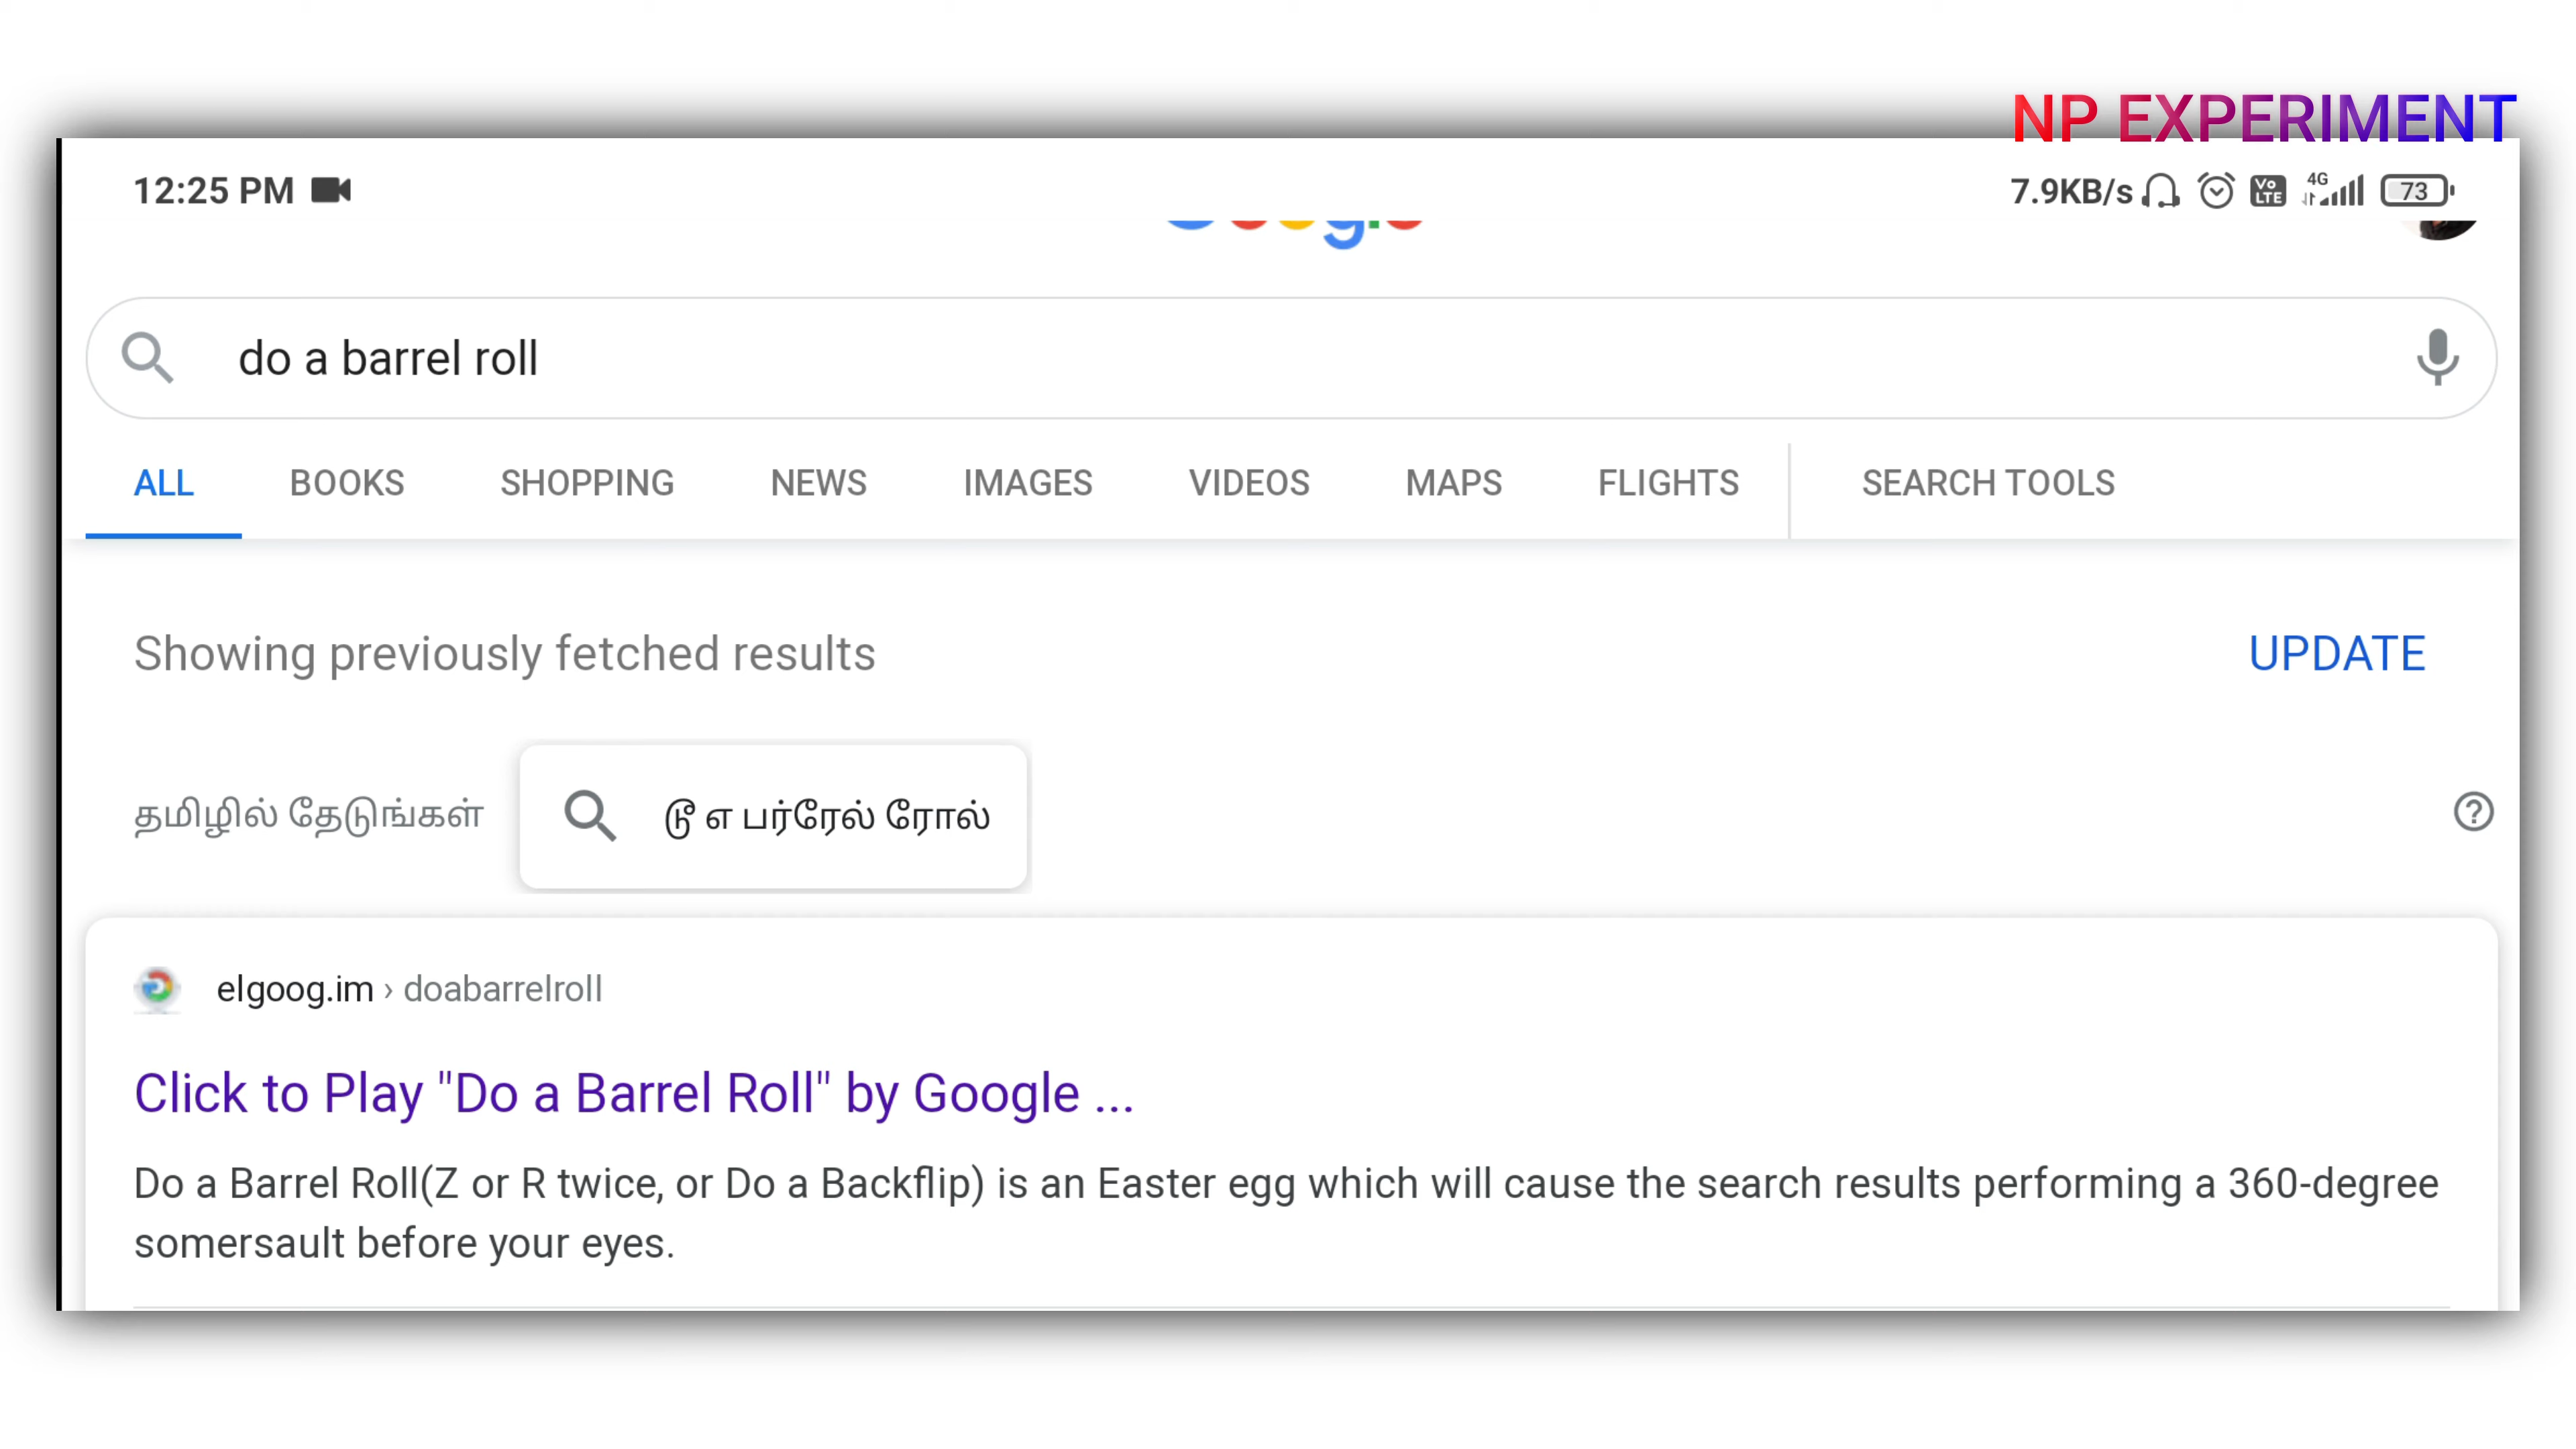 NP EXPERIMENT
12:25 PM 7.9KB/s Vo LTE 4G 73
do a barrel roll
ALL BOOKS SHOPPING NEWS IMAGES VIDEOS MAPS FLIGHTS SEARCH TOOLS
Showing previously fetched results UPDATE
தமிழில் தேடுங்கள் டூ எ பர்ரேல் ரோல்
elgoog.im › doabarrelroll
Click to Play "Do a Barrel Roll" by Google ...
Do a Barrel Roll(Z or R twice, or Do a Backflip) is an Easter egg which will cause the search results performing a 360-degree
somersault before your eyes.